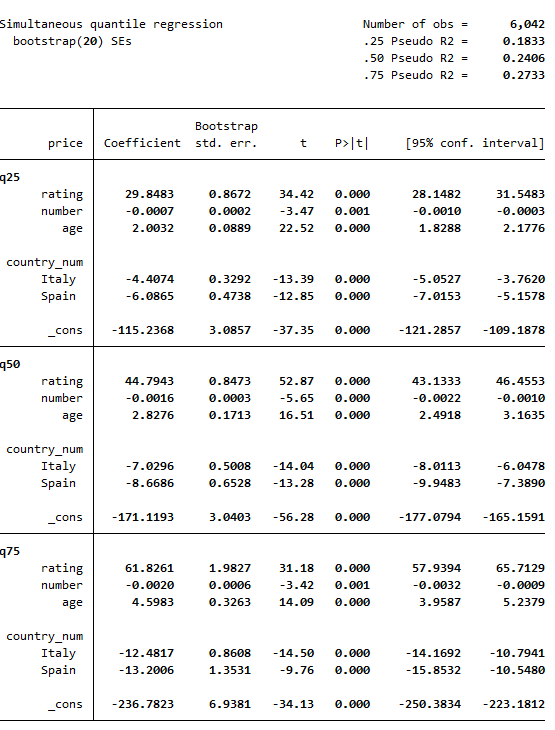 Simultaneous quantile regression Number of obs = 6,042
bootstrap(20) SEs .25 Pseudo R2 = 0.1833
.50 Pseudo R2 = 0.2406
.75 Pseudo R2 = 0.2733
Bootstrap
price Coefficient std. err. t P>|t| [95% conf. interval]
q25
rating 29.8483 0.8672 34.42 0.000 28.1482 31.5483
number -0.0007 0.0002 -3.47 0.001 -0.0010 -0.0003
age 2.0032 0.0889 22.52 0.000 1.8288 2.1776
country_num
Italy -4.4074 0.3292 -13.39 0.000 -5.0527 -3.7620
Spain -6.0865 0.4738 -12.85 0.000 -7.0153 -5.1578
_cons -115.2368 3.0857 -37.35 0.000 -121.2857 -109.1878
q50
rating 44.7943 0.8473 52.87 0.000 43.1333 46.4553
number -0.0016 0.0003 -5.65 0.000 -0.0022 -0.0010
age 2.8276 0.1713 16.51 0.000 2.4918 3.1635
country_num
Italy -7.0296 0.5008 -14.04 0.000 -8.0113 -6.0478
Spain -8.6686 0.6528 -13.28 0.000 -9.9483 -7.3890
_cons -171.1193 3.0403 -56.28 0.000 -177.0794 -165.1591
q75
rating 61.8261 1.9827 31.18 0.000 57.9394 65.7129
number -0.0020 0.0006 -3.42 0.001 -0.0032 -0.0009
age 4.5983 0.3263 14.09 0.000 3.9587 5.2379
country_num
Italy -12.4817 0.8608 -14.50 0.000 -14.1692 -10.7941
Spain -13.2006 1.3531 -9.76 0.000 -15.8532 -10.5480
_cons -236.7823 6.9381 -34.13 0.000 -250.3834 -223.1812